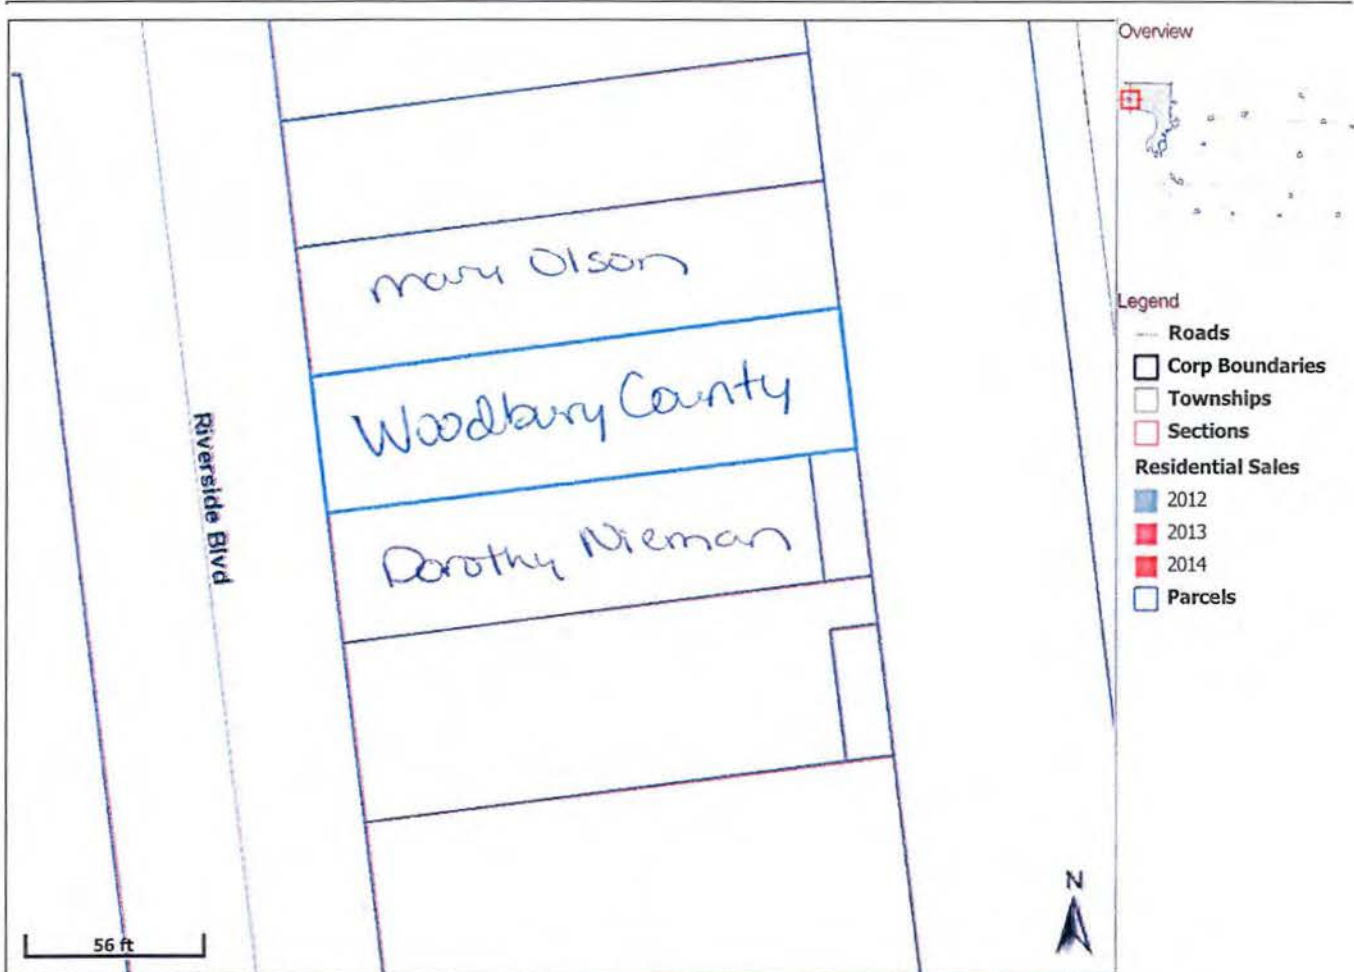 Overview
Mary Olson
Woodbury County
Dorothy Nieman
Riverside Blvd
56 ft
N
Legend
Roads
Corp Boundaries
Townships
Sections
Residential Sales
2012
2013
2014
Parcels